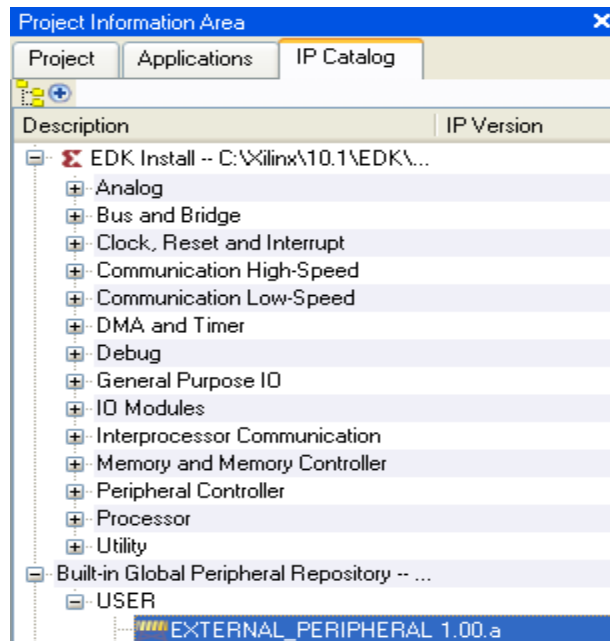 Project Information Area
Project Applications IP Catalog
Description IP Version
EDK Install -- C:\Xilinx\10.1\EDK\...
Analog
Bus and Bridge
Clock, Reset and Interrupt
Communication High-Speed
Communication Low-Speed
DMA and Timer
Debug
General Purpose IO
IO Modules
Interprocessor Communication
Memory and Memory Controller
Peripheral Controller
Processor
Utility
Built-in Global Peripheral Repository -- ...
USER
EXTERNAL_PERIPHERAL 1.00.a